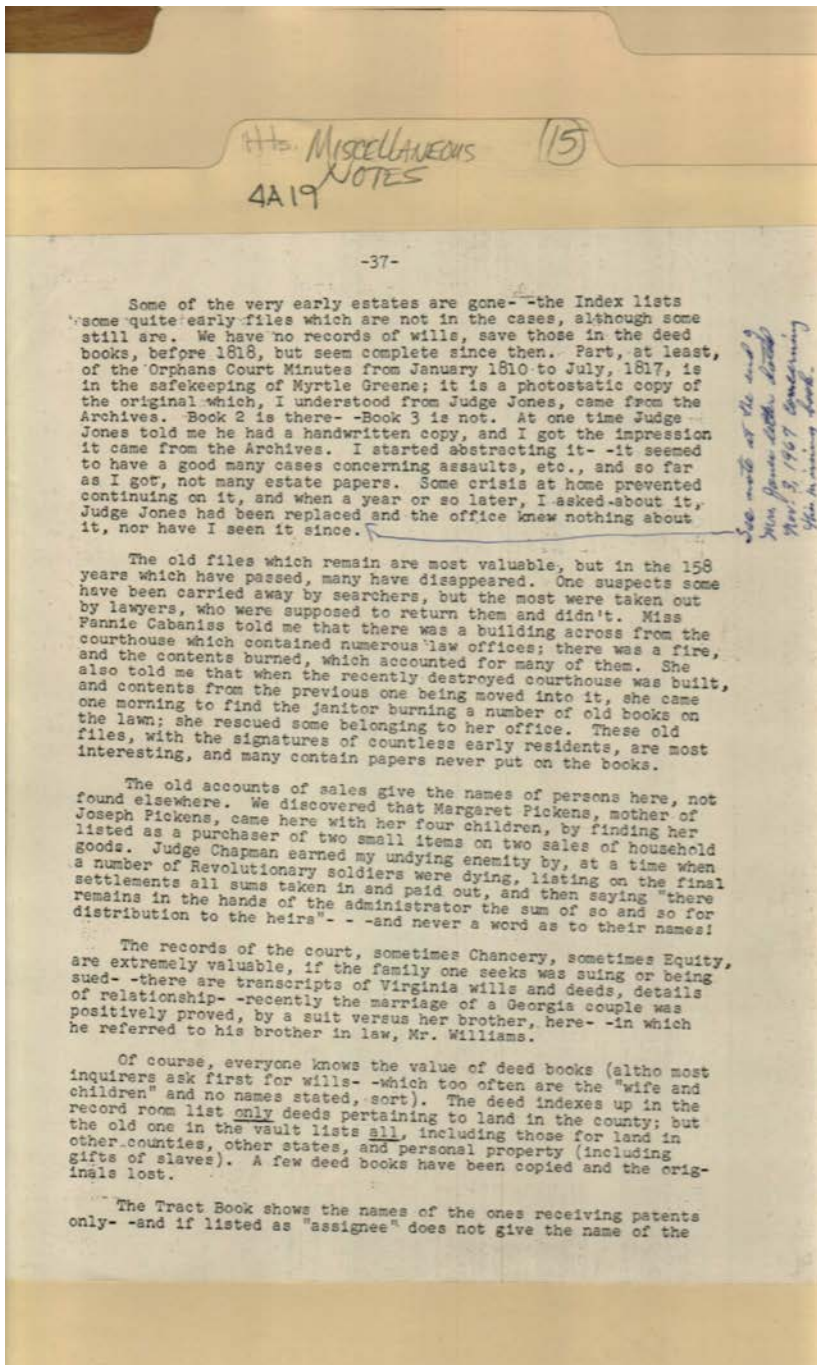 Hts. MISCELLANEOUS (15)
NOTES
4A19
-37-
Some of the very early estates are gone- -the Index lists
some quite early files which are not in the cases, although some
still are. We have no records of wills, save those in the deed
books, before 1818, but seem complete since then. Part, at least,
of the Orphans Court Minutes from January 1810 to July, 1817, is
in the safekeeping of Myrtle Greene; it is a photostatic copy of
the original which, I understood from Judge Jones, came from the
Archives. Book 2 is there- -Book 3 is not. At one time Judge
Jones told me he had a handwritten copy, and I got the impression
it came from the Archives. I started abstracting it- -it seemed
to have a good many cases concerning assaults, etc., and so far
as I got, not many estate papers. Some crisis at home prevented
continuing on it, and when a year or so later, I asked about it,
Judge Jones had been replaced and the office knew nothing about
it, nor have I seen it since.
See note at the end of
Mrs Jones letter dated
Nov. 3, 1967 concerning
this missing book.
The old files which remain are most valuable, but in the 158
years which have passed, many have disappeared. One suspects some
have been carried away by searchers, but the most were taken out
by lawyers, who were supposed to return them and didn't. Miss
Fannie Cabaniss told me that there was a building across from the
courthouse which contained numerous law offices; there was a fire,
and the contents burned, which accounted for many of them. She
also told me that when the recently destroyed courthouse was built,
and contents from the previous one being moved into it, she came
one morning to find the janitor burning a number of old books on
the lawn; she rescued some belonging to her office. These old
files, with the signatures of countless early residents, are most
interesting, and many contain papers never put on the books.
The old accounts of sales give the names of persons here, not
found elsewhere. We discovered that Margaret Pickens, mother of
Joseph Pickens, came here with her four children, by finding her
listed as a purchaser of two small items on two sales of household
goods. Judge Chapman earned my undying enemity by, at a time when
a number of Revolutionary soldiers were dying, listing on the final
settlements all sums taken in and paid out, and then saying "there
remains in the hands of the administrator the sum of so and so for
distribution to the heirs"- - -and never a word as to their names!
The records of the court, sometimes Chancery, sometimes Equity,
are extremely valuable, if the family one seeks was suing or being
sued- -there are transcripts of Virginia wills and deeds, details
of relationship- -recently the marriage of a Georgia couple was
positively proved, by a suit versus her brother, here- -in which
he referred to his brother in law, Mr. Williams.
Of course, everyone knows the value of deed books (altho most
inquirers ask first for wills- -which too often are the "wife and
children" and no names stated, sort). The deed indexes up in the
record room list only deeds pertaining to land in the county; but
the old one in the vault lists all, including those for land in
other counties, other states, and personal property (including
gifts of slaves). A few deed books have been copied and the orig-
inals lost.
The Tract Book shows the names of the ones receiving patents
only- -and if listed as "assignee" does not give the name of the